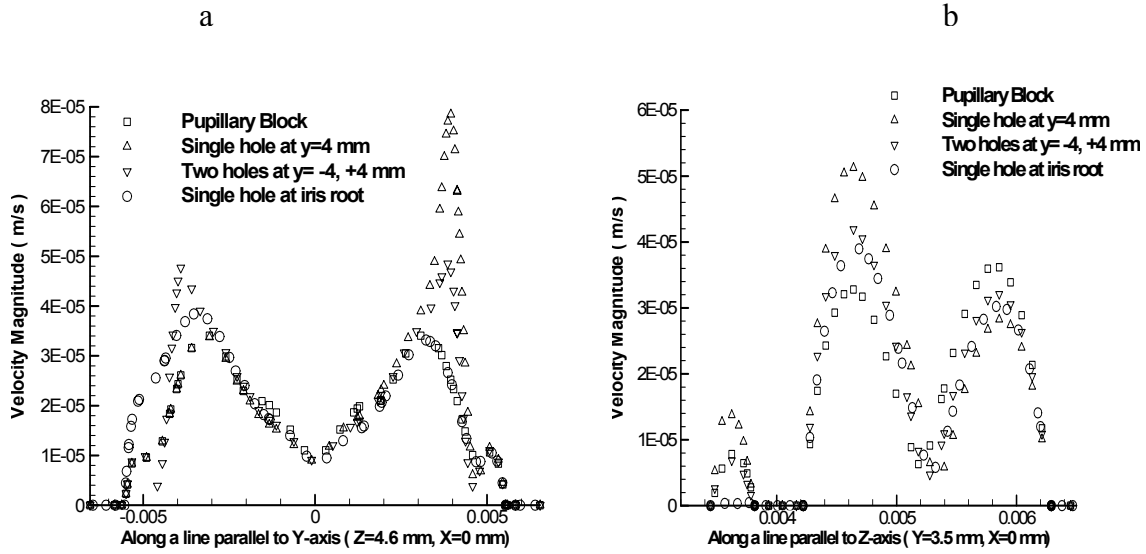 a
b
8E-05
7E-05
6E-05
5E-05
4E-05
3E-05
2E-05
1E-05
0
Velocity Magnitude ( m/s)
Pupillary Block
Single hole at y=4 mm
Two holes at y= -4, +4 mm
Single hole at iris root
-0.005
0
0.005
Along a line parallel to Y-axis ( Z=4.6 mm, X=0 mm)
6E-05
5E-05
4E-05
3E-05
2E-05
1E-05
0
Velocity Magnitude ( m/s)
Pupillary Block
Single hole at y=4 mm
Two holes at y= -4, +4 mm
Single hole at iris root
0.004
0.005
0.006
Along a line parallel to Z-axis ( Y=3.5 mm, X=0 mm)